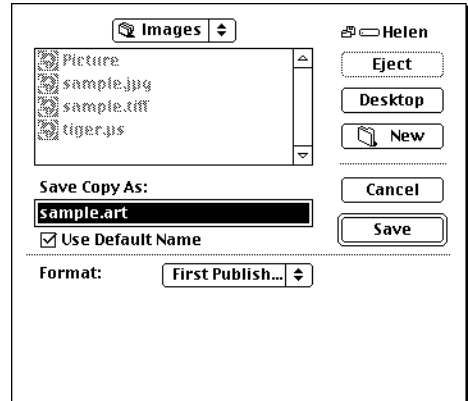 Images
Helen
Picture
sample.jpg
sample.tiff
tiger.ps
Eject
Desktop
New
Save Copy As:
sample.art
Use Default Name
Cancel
Save
Format:
First Publish...